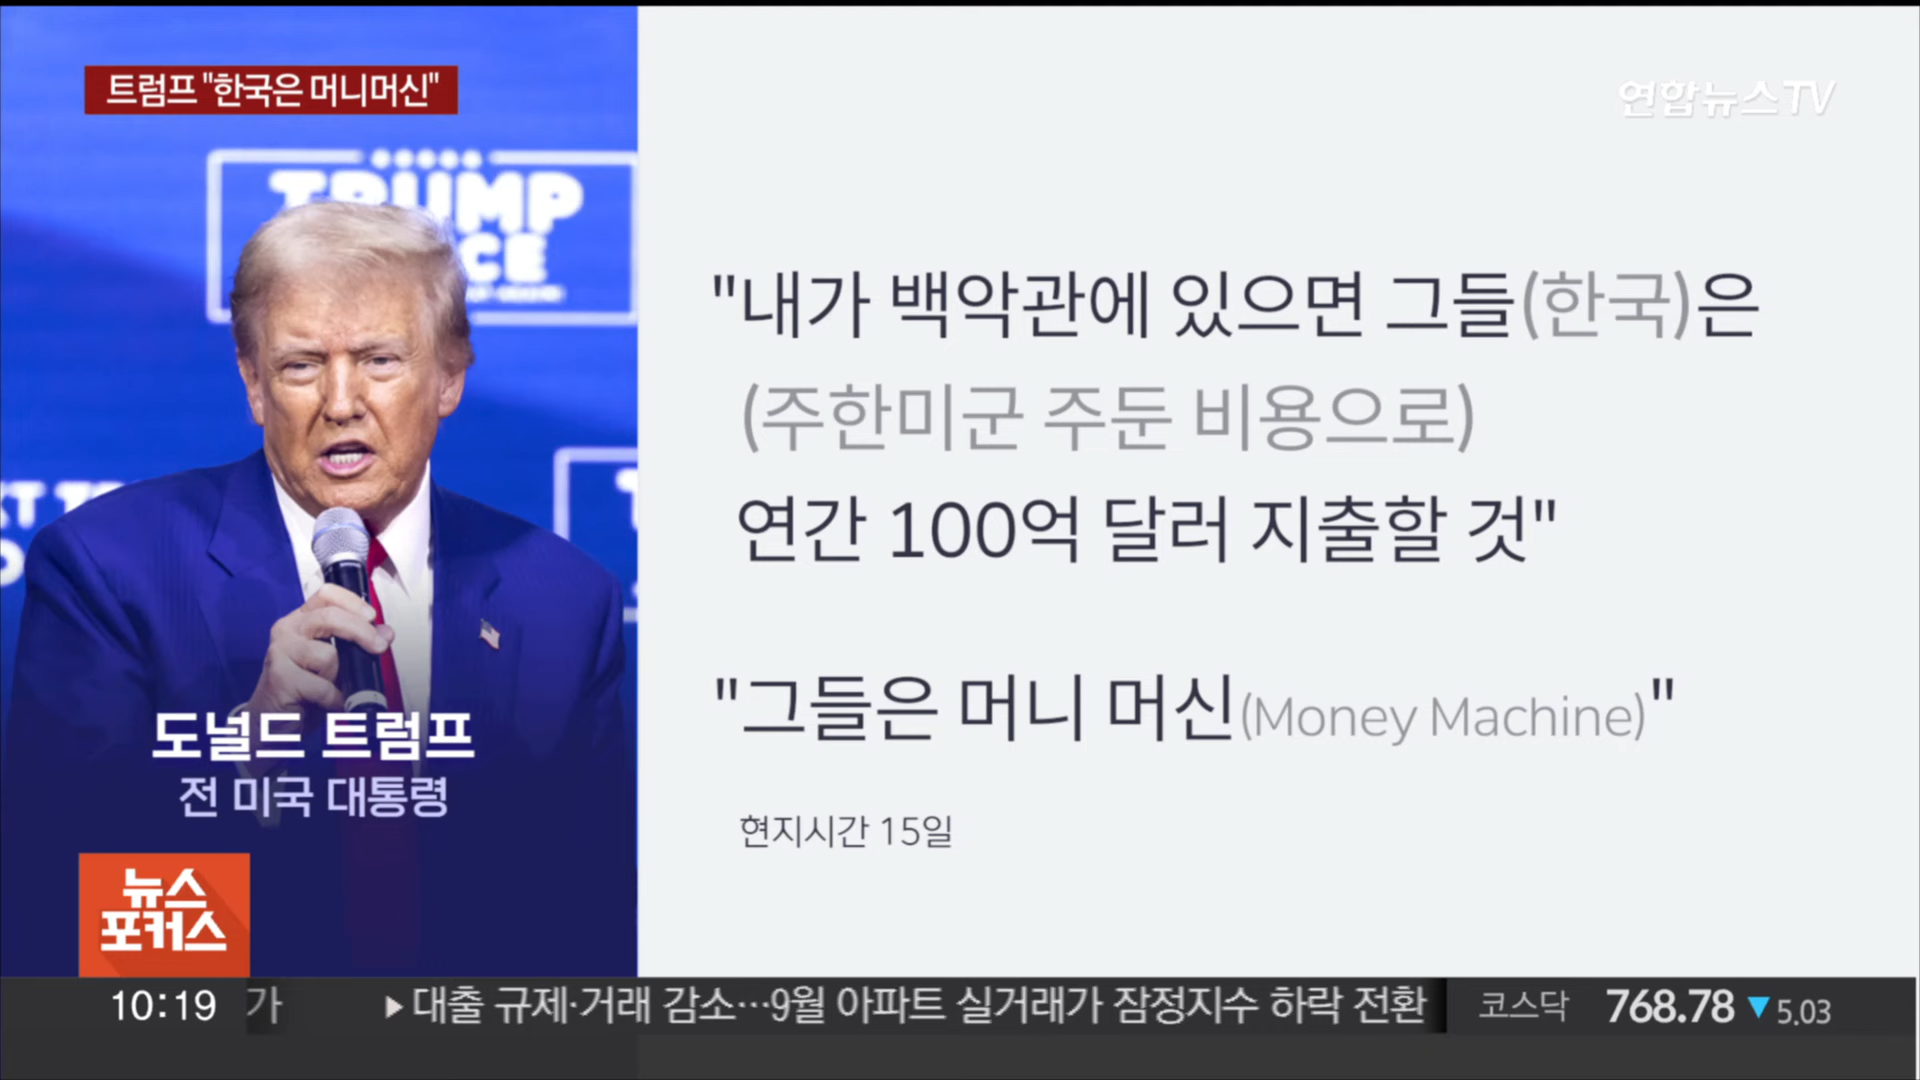 트럼프 "한국은 머니머신"
연합뉴스TV
TRUMP
"내가 백악관에 있으면 그들(한국)은
(주한미군 주둔 비용으로)
연간 100억 달러 지출할 것"
"그들은 머니 머신(Money Machine)"
현지시간 15일
도널드 트럼프
전 미국 대통령
뉴스
포커스
10:19 가 ▶대출 규제·거래 감소…9월 아파트 실거래가 잠정지수 하락 전환 코스닥 768.78 ▼5.03